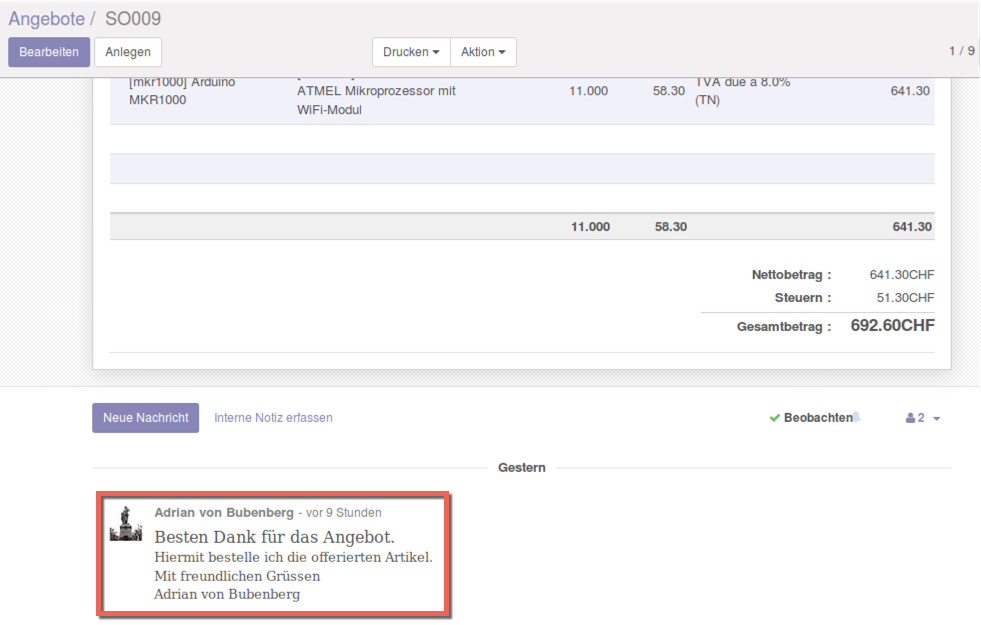 Angebote / SO009
Bearbeiten Anlegen Drucken Aktion 1 / 9
[mkr1000] Arduino
MKR1000
ATMEL Mikroprozessor mit
WiFi-Modul
11.000 58.30
TVA due a 8.0%
(TN)
641.30
11.000 58.30 641.30
Nettobetrag : 641.30CHF
Steuern : 51.30CHF
Gesamtbetrag : 692.60CHF
Neue Nachricht Interne Notiz erfassen Beobachten 2
Gestern
Adrian von Bubenberg - vor 9 Stunden
Besten Dank für das Angebot.
Hiermit bestelle ich die offerierten Artikel.
Mit freundlichen Grüssen
Adrian von Bubenberg